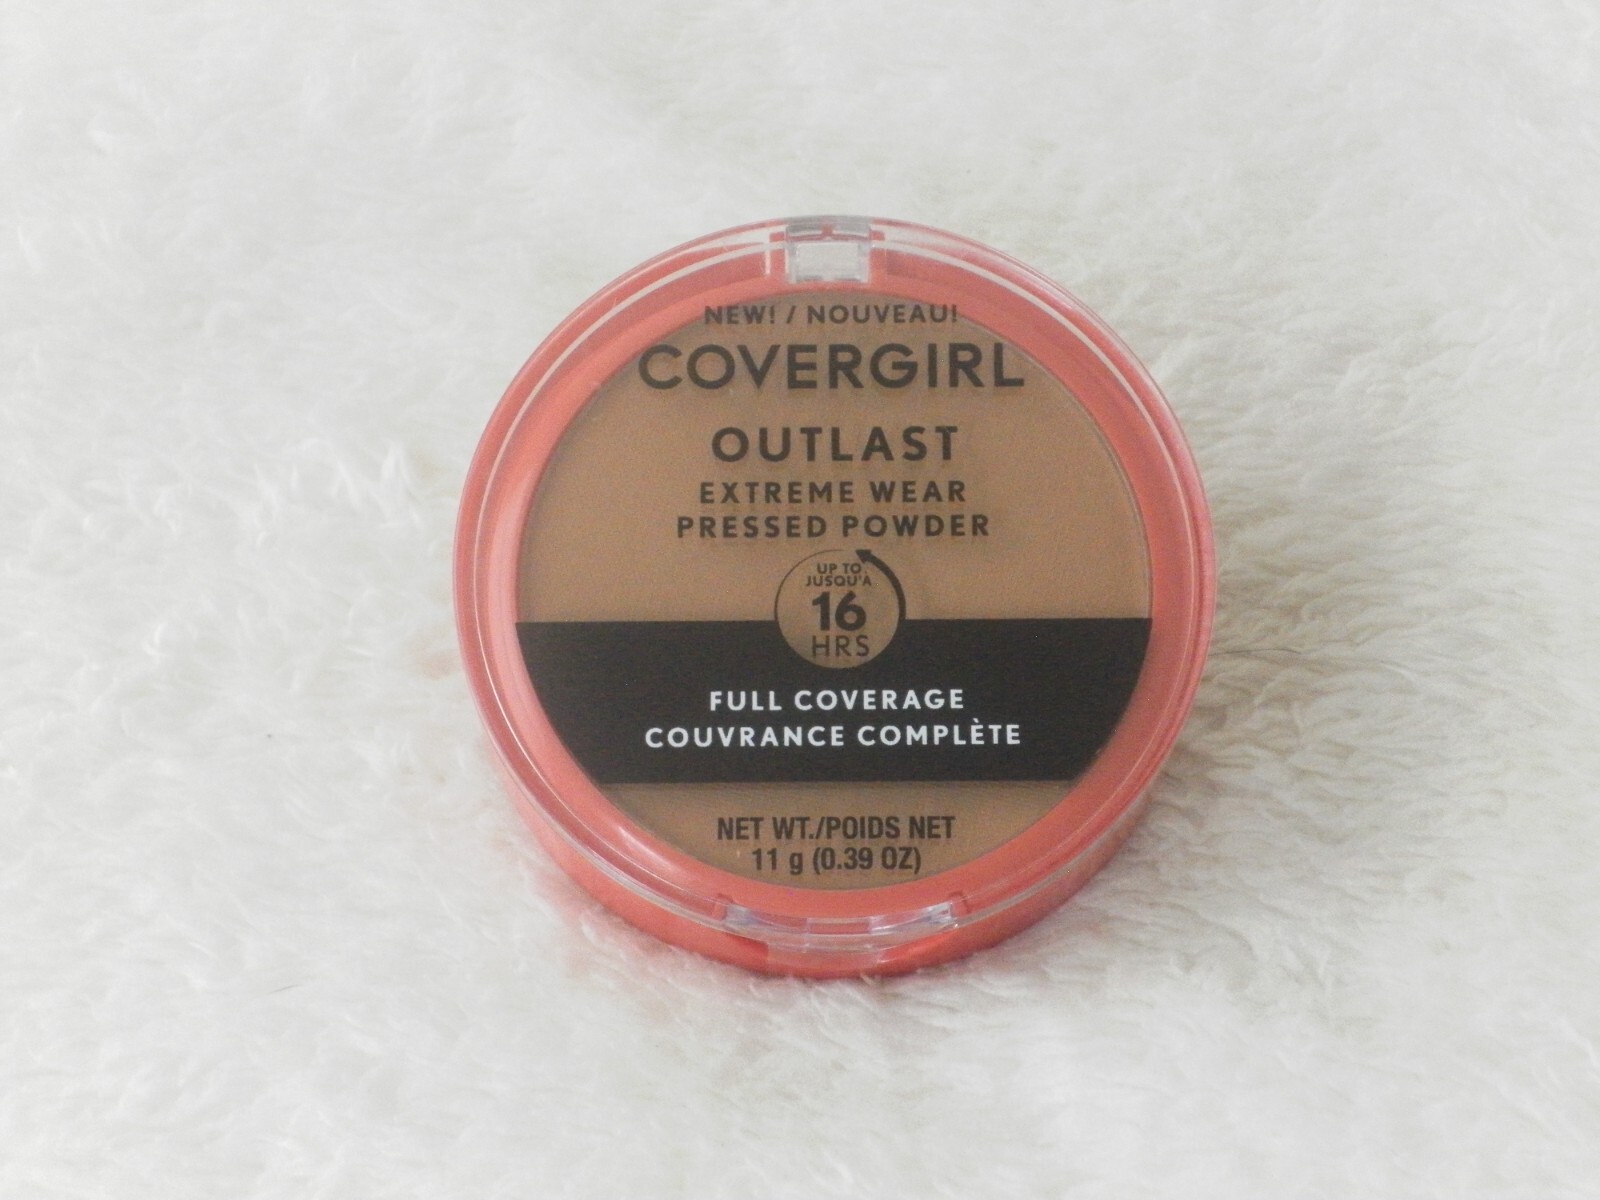 NEW! / NOUVEAU!
COVERGIRL
OUTLAST
EXTREME WEAR
PRESSED POWDER
UP TO
JUSQU'À
16
HRS
FULL COVERAGE
COUVRANCE COMPLÈTE
NET WT./POIDS NET
11 g (0.39 OZ)